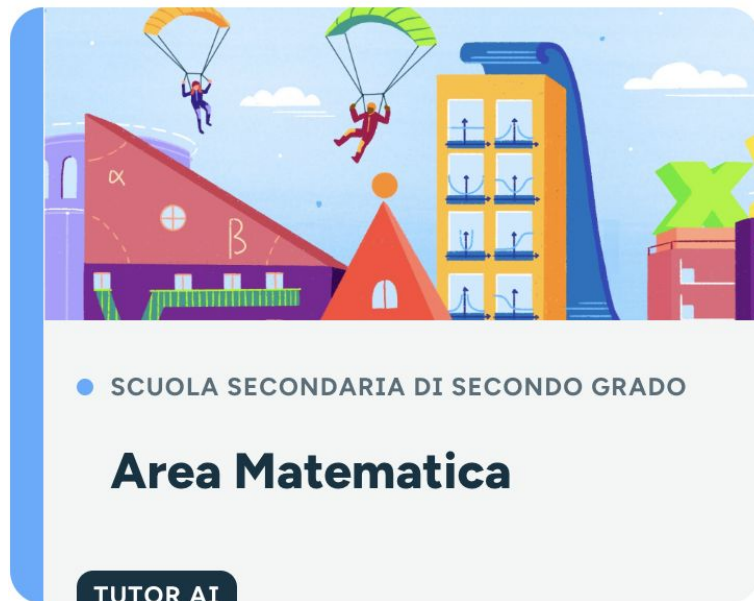 α
β
X
SCUOLA SECONDARIA DI SECONDO GRADO
Area Matematica
TUTOR AI